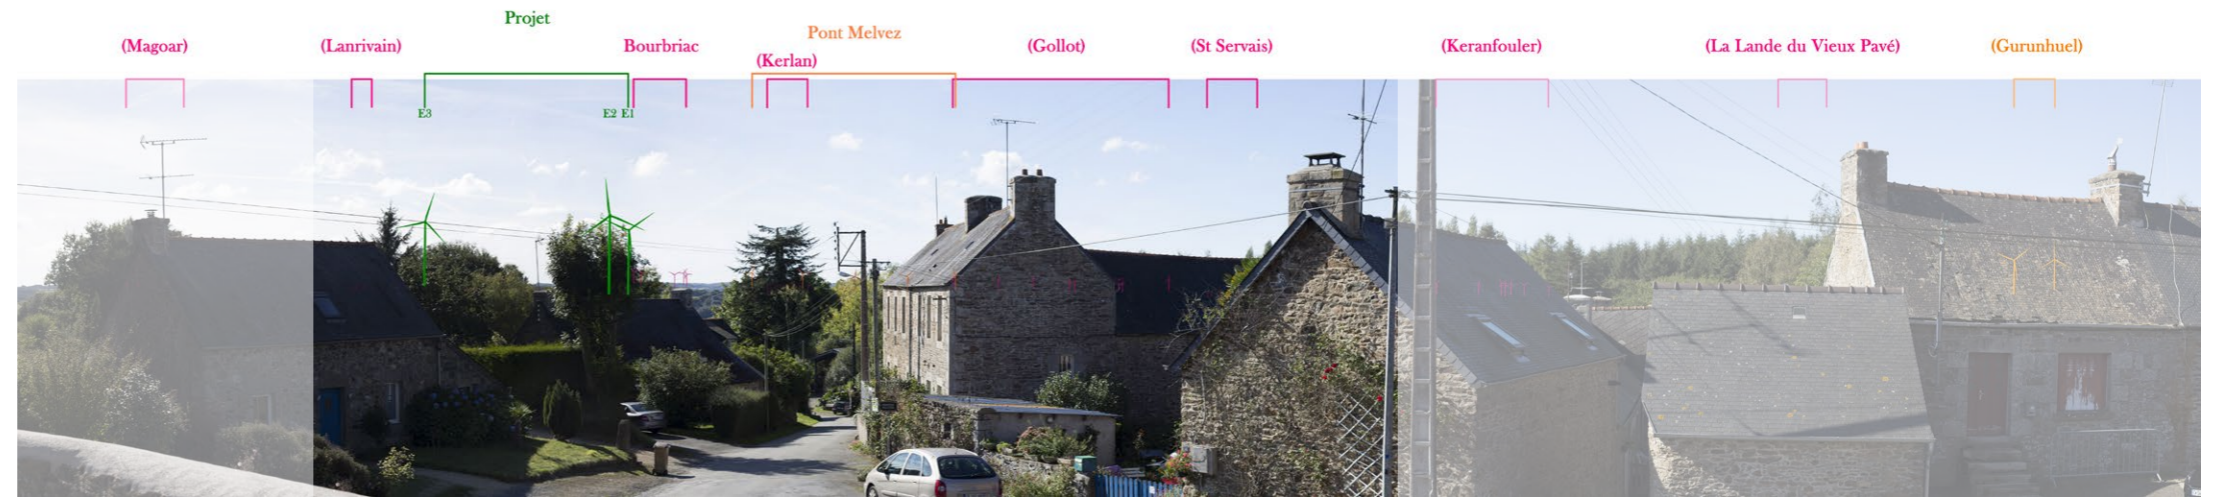 Projet
Pont Melvez
(Magoar)
(Lanrivain)
Bourbriac
(Kerlan)
(Gollot)
(St Servais)
(Keranfouler)
(La Lande du Vieux Pavé)
(Gurunhuel)
E3
E2 E1